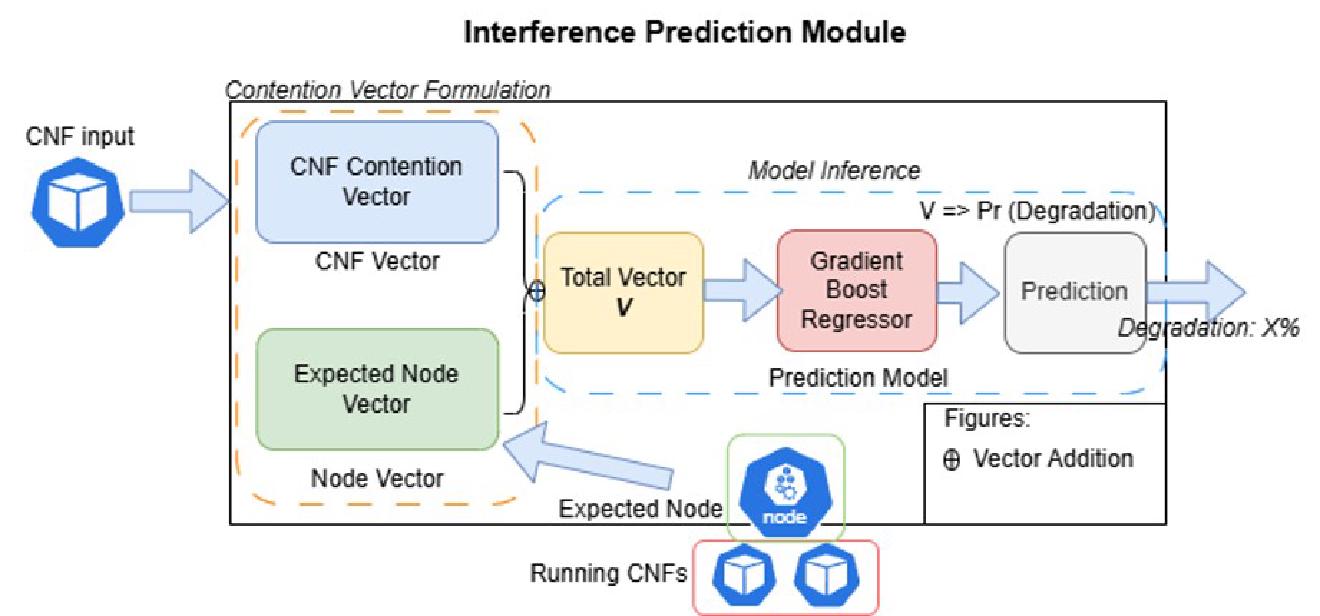 Interference Prediction Module
Contention Vector Formulation
CNF input
CNF Contention
Vector
CNF Vector
Expected Node
Vector
Node Vector
Model Inference
V => Pr (Degradation)
Total Vector
V
Gradient
Boost
Regressor
Prediction
Degradation: X%
Prediction Model
Figures:
⊕ Vector Addition
Expected Node
node
Running CNFs